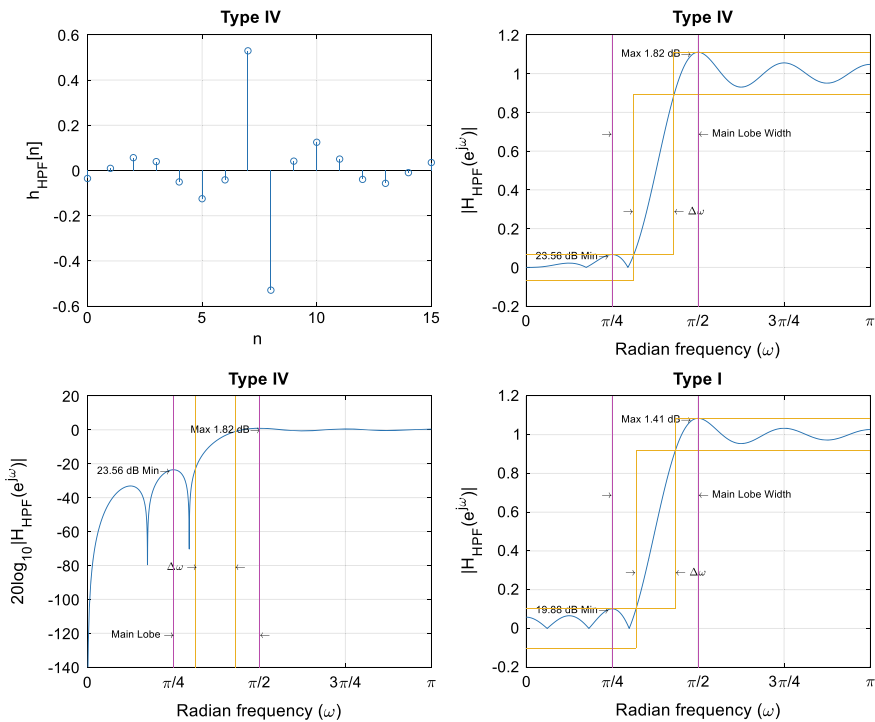 Type IV
0.6
0.4
0.2
0
-0.2
-0.4
-0.6
h_HPF[n]
0 5 10 15
n
Type IV
1.2
1
0.8
0.6
0.4
0.2
0
-0.2
|H_HPF(e^jω)|
Max 1.82 dB→
→ ← Main Lobe Width
→ ← Δω
23.56 dB Min→
0 π/4 π/2 3π/4 π
Radian frequency (ω)
Type IV
20
0
-20
-40
-60
-80
-100
-120
-140
20log₁₀|H_HPF(e^jω)|
Max 1.82 dB→
23.56 dB Min→
Δω→ ←
Main Lobe → ←
0 π/4 π/2 3π/4 π
Radian frequency (ω)
Type I
1.2
1
0.8
0.6
0.4
0.2
0
-0.2
|H_HPF(e^jω)|
Max 1.41 dB→
→ ← Main Lobe Width
→ ← Δω
19.88 dB Min→
0 π/4 π/2 3π/4 π
Radian frequency (ω)